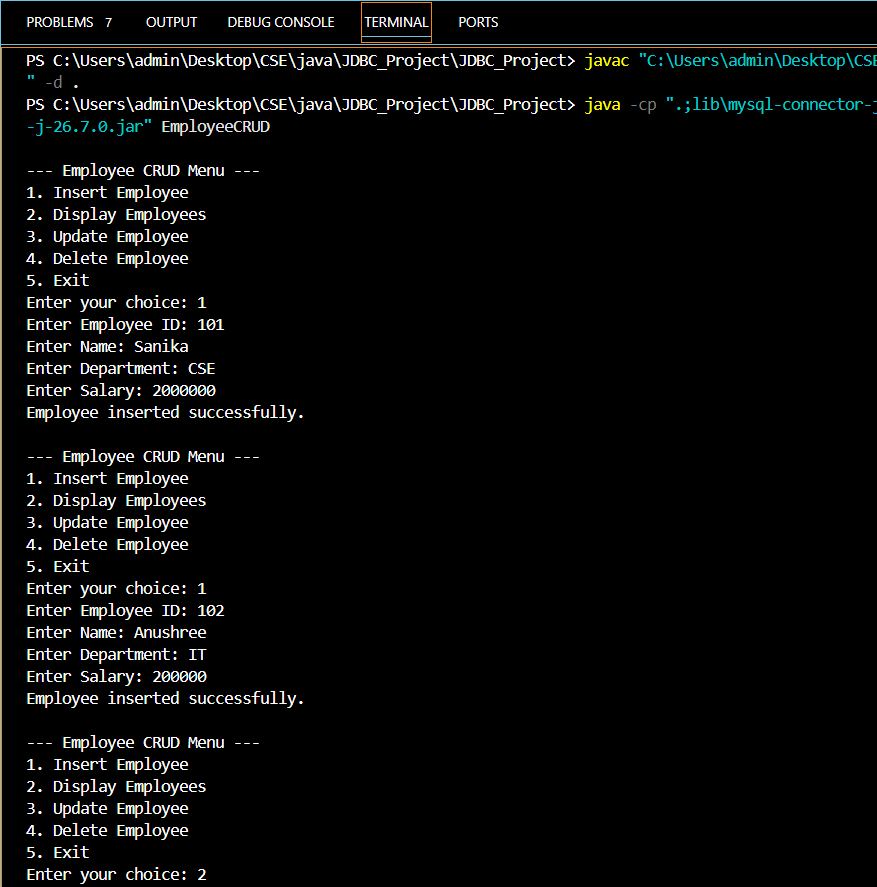 PROBLEMS 7 OUTPUT DEBUG CONSOLE TERMINAL PORTS
PS C:\Users\admin\Desktop\CSE\java\JDBC_Project\JDBC_Project> javac "C:\Users\admin\Desktop\CSE
" -d .
PS C:\Users\admin\Desktop\CSE\java\JDBC_Project\JDBC_Project> java -cp ".;lib\mysql-connector-j
-j-26.7.0.jar" EmployeeCRUD
--- Employee CRUD Menu ---
1. Insert Employee
2. Display Employees
3. Update Employee
4. Delete Employee
5. Exit
Enter your choice: 1
Enter Employee ID: 101
Enter Name: Sanika
Enter Department: CSE
Enter Salary: 2000000
Employee inserted successfully.
--- Employee CRUD Menu ---
1. Insert Employee
2. Display Employees
3. Update Employee
4. Delete Employee
5. Exit
Enter your choice: 1
Enter Employee ID: 102
Enter Name: Anushree
Enter Department: IT
Enter Salary: 200000
Employee inserted successfully.
--- Employee CRUD Menu ---
1. Insert Employee
2. Display Employees
3. Update Employee
4. Delete Employee
5. Exit
Enter your choice: 2